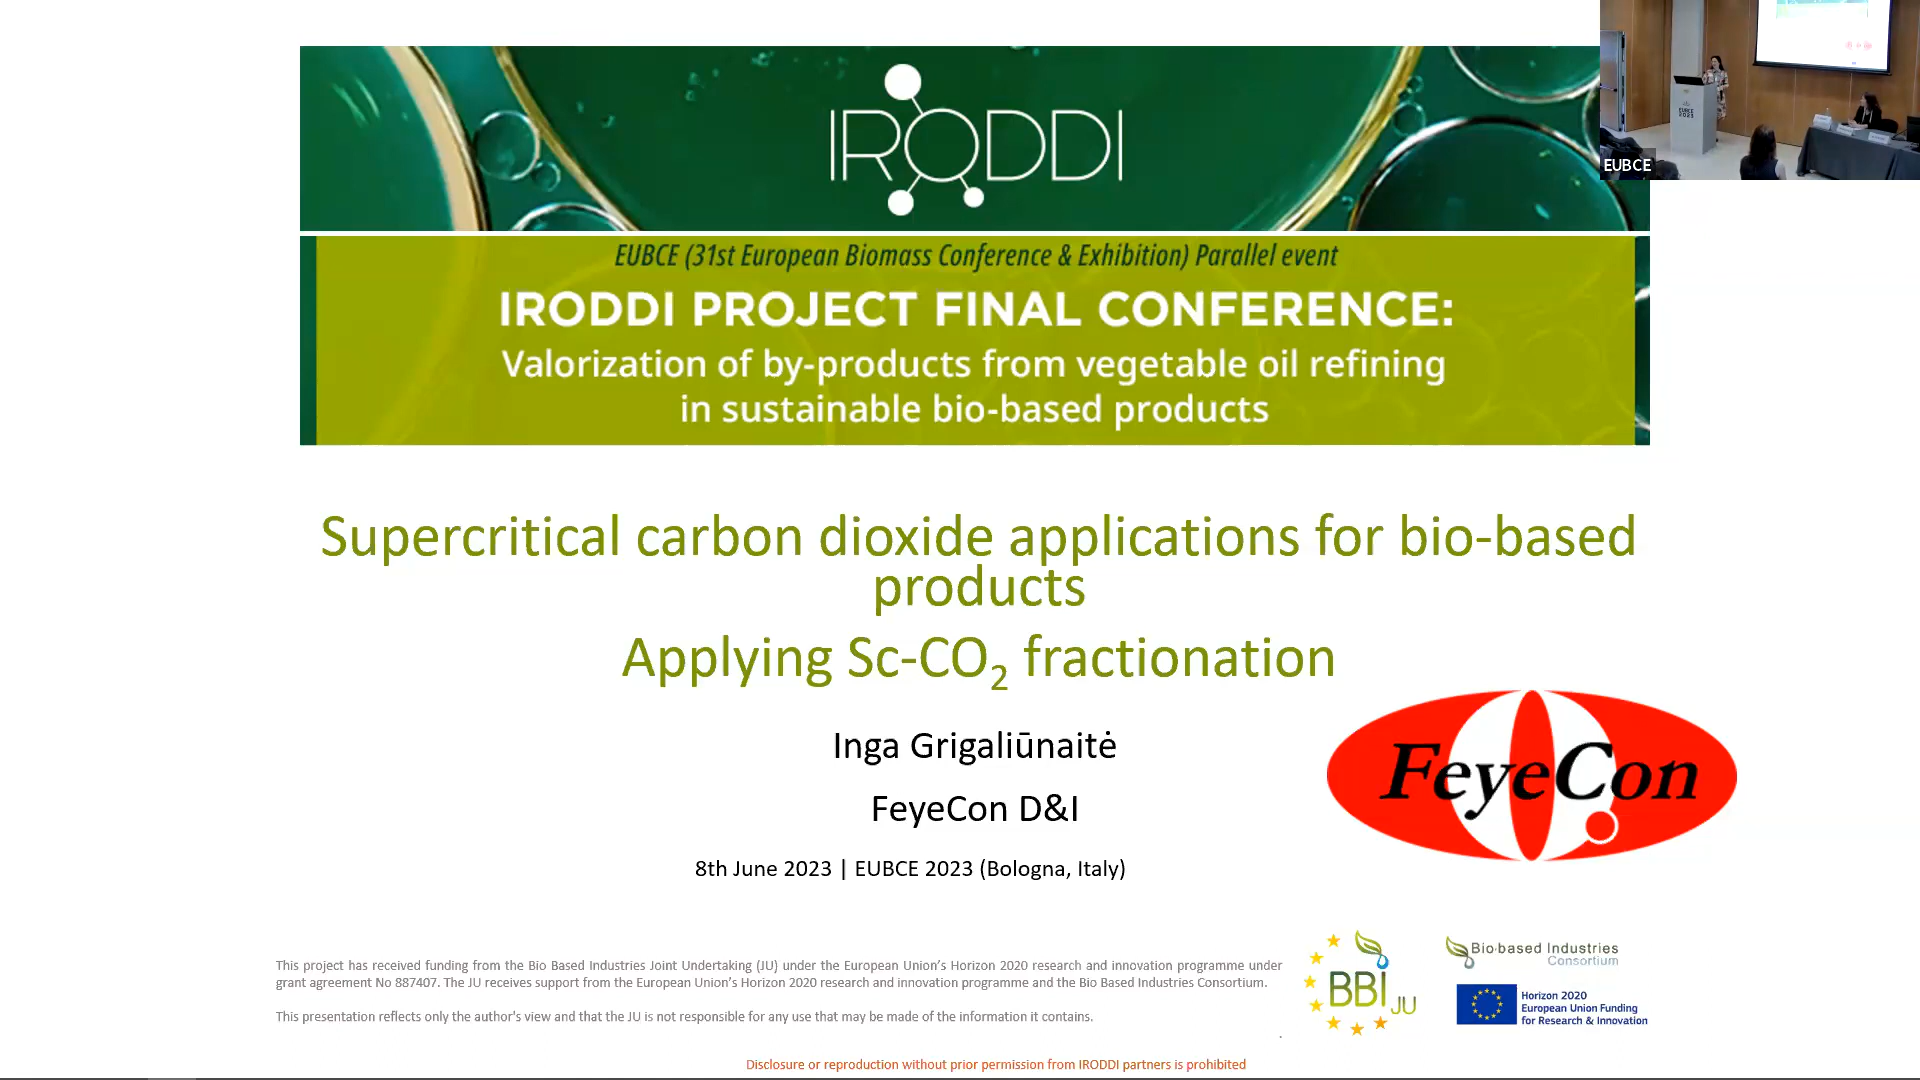 IRODDI
EUBCE (31st European Biomass Conference & Exhibition) Parallel event
IRODDI PROJECT FINAL CONFERENCE:
Valorization of by-products from vegetable oil refining
in sustainable bio-based products
EUBCE
Supercritical carbon dioxide applications for bio-based
products
Applying Sc-CO₂ fractionation
Inga Grigaliūnaitė
FeyeCon D&I
FeyeCon
8th June 2023 | EUBCE 2023 (Bologna, Italy)
This project has received funding from the Bio Based Industries Joint Undertaking (JU) under the European Union’s Horizon 2020 research and innovation programme under
grant agreement No 887407. The JU receives support from the European Union’s Horizon 2020 research and innovation programme and the Bio Based Industries Consortium.
This presentation reflects only the author's view and that the JU is not responsible for any use that may be made of the information it contains.
.
BBI JU
Bio-based Industries
Consortium
Horizon 2020
European Union Funding
for Research & Innovation
Disclosure or reproduction without prior permission from IRODDI partners is prohibited